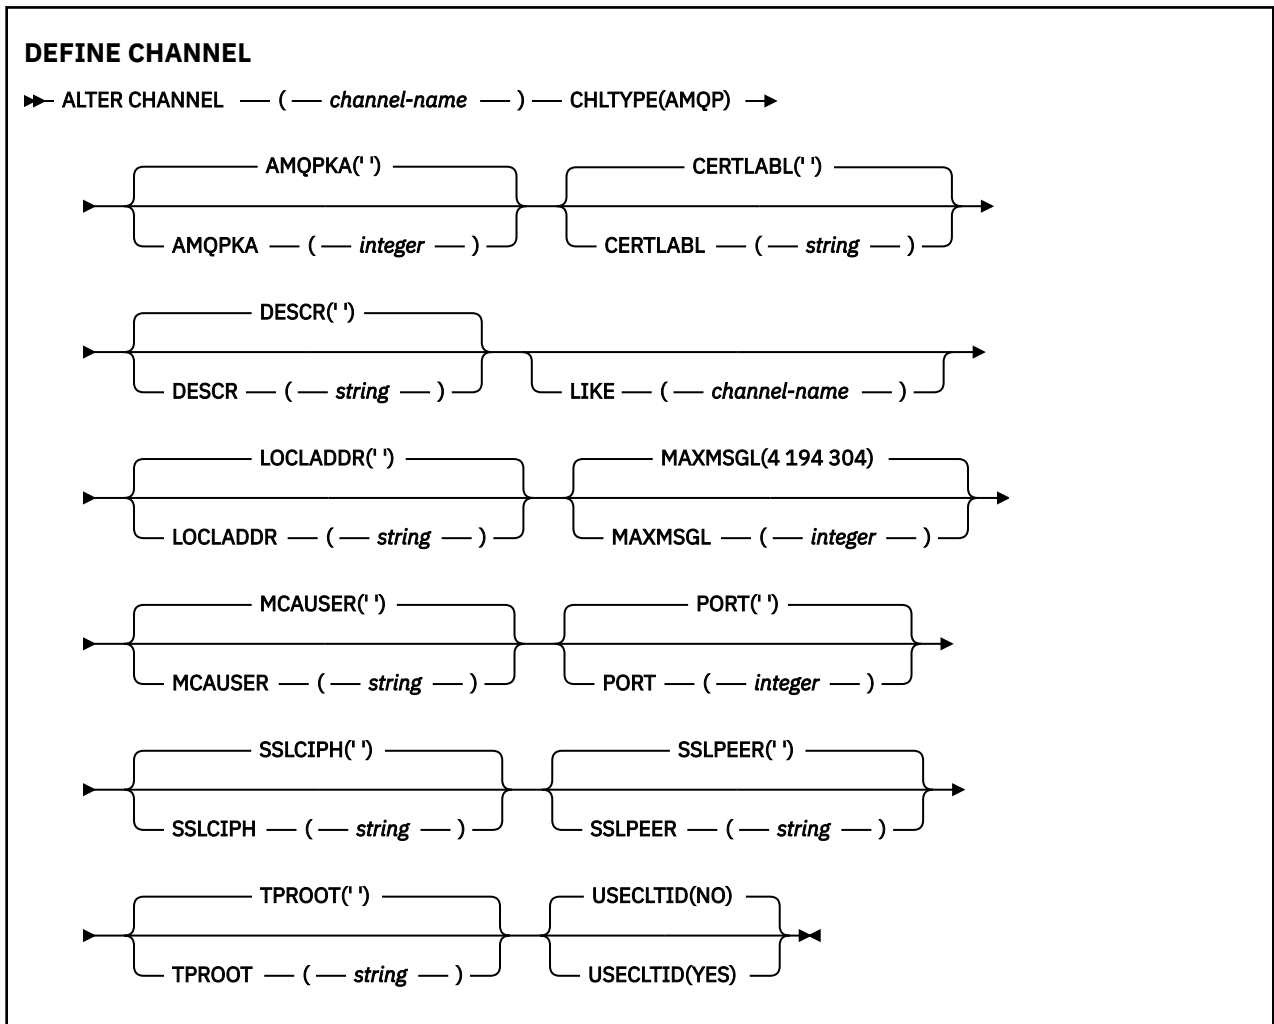 DEFINE CHANNEL
ALTER CHANNEL ( channel-name ) CHLTYPE(AMQP)
AMQPKA(' ') CERTLABL(' ')
AMQPKA ( integer ) CERTLABL ( string )
DESCR(' ')
DESCR ( string ) LIKE ( channel-name )
LOCLADDR(' ') MAXMSGL(4 194 304)
LOCLADDR ( string ) MAXMSGL ( integer )
MCAUSER(' ') PORT(' ')
MCAUSER ( string ) PORT ( integer )
SSLCIPH(' ') SSLPEER(' ')
SSLCIPH ( string ) SSLPEER ( string )
TPROOT(' ') USECLTID(NO)
TPROOT ( string ) USECLTID(YES)